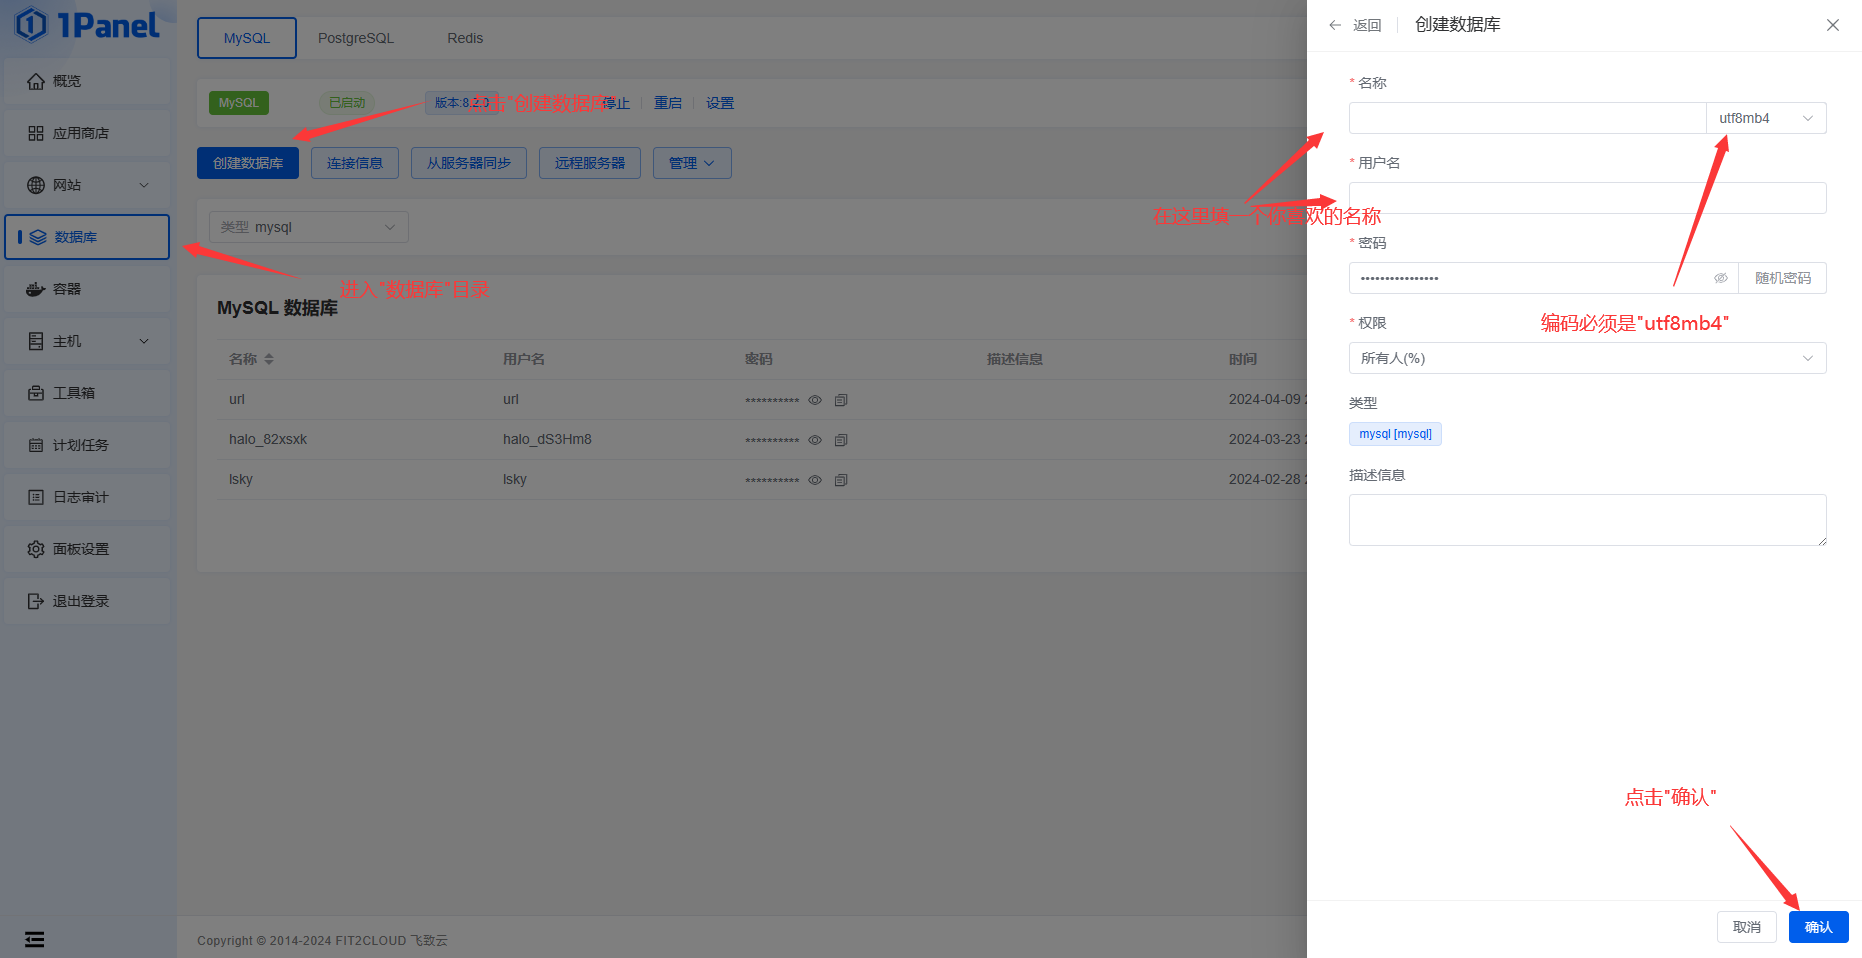 1Panel
概览
应用商店
网站
数据库
容器
主机
工具箱
计划任务
日志审计
面板设置
退出登录
MySQL
PostgreSQL
Redis
MySQL
已启动
版本:8.2.0
停止
重启
设置
点击"创建数据库"
创建数据库
连接信息
从服务器同步
远程服务器
管理
类型 mysql
进入"数据库"目录
MySQL 数据库
名称 用户名 密码 描述信息 时间
url url ********** 2024-04-09
halo_82xsxk halo_dS3Hm8 ********** 2024-03-23
lsky lsky ********** 2024-02-28
Copyright © 2014-2024 FIT2CLOUD 飞致云
返回
创建数据库
* 名称
utf8mb4
* 用户名
在这里填一个你 欢的名称
* 密码
••••••••••••••••
随机密码
* 权限
编码必须是"utf8mb4"
所有人(%)
类型
mysql [mysql]
描述信息
点击"确认"
取消
确认